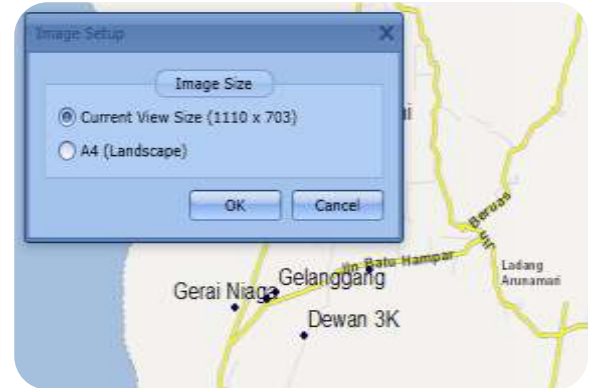 Image Setup
Image Size
Current View Size (1110 x 703)
A4 (Landscape)
OK
Cancel
Jln Beruas
Jln Batu Hampar
Ladang
Arunamari
Gelanggang
Gerai Niaga
Dewan 3K